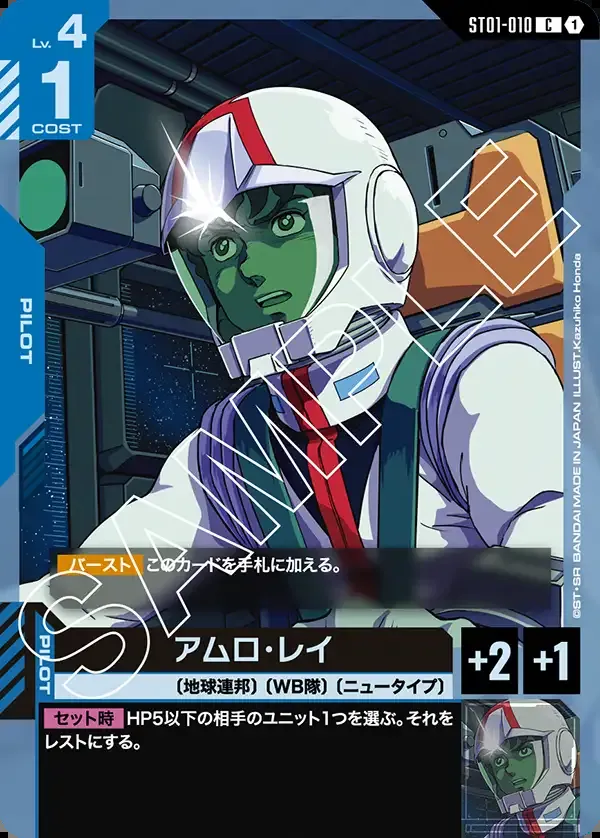 Lv. 4
ST01-010 C 1
1
COST
PILOT
SAMPLE
©ST・SR BANDAI MADE IN JAPAN ILLUST.Kazuhiko Honda
バースト このカードを手札に加える。
PILOT
アムロ・レイ
+2 +1
〔地球連邦〕〔WB隊〕〔ニュータイプ〕
セット時 HP5以下の相手のユニット1つを選ぶ。それを
レストにする。